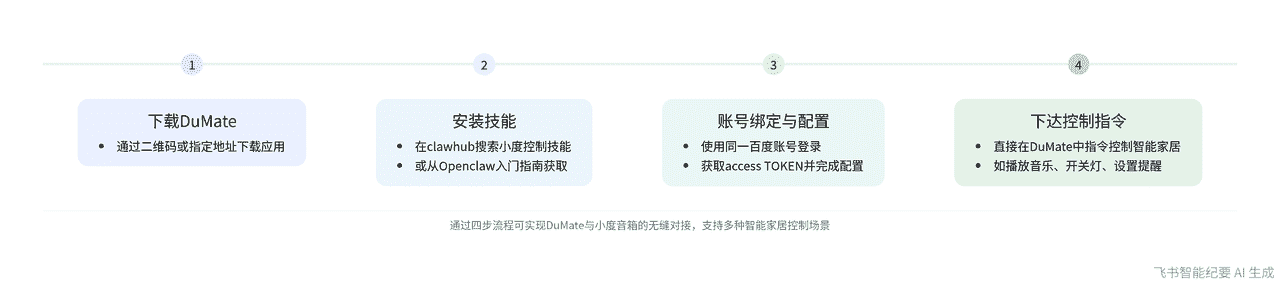 1
下载DuMate
• 通过二维码或指定地址下载应用
2
安装技能
• 在clawhub搜索小度控制技能
• 或从Openclaw入门指南获取
3
账号绑定与配置
• 使用同一百度账号登录
• 获取access TOKEN并完成配置
4
下达控制指令
• 直接在DuMate中指令控制智能家居
• 如播放音乐、开关灯、设置提醒
通过四步流程可实现DuMate与小度音箱的无缝对接，支持多种智能家居控制场景
飞书智能纪要 AI 生成